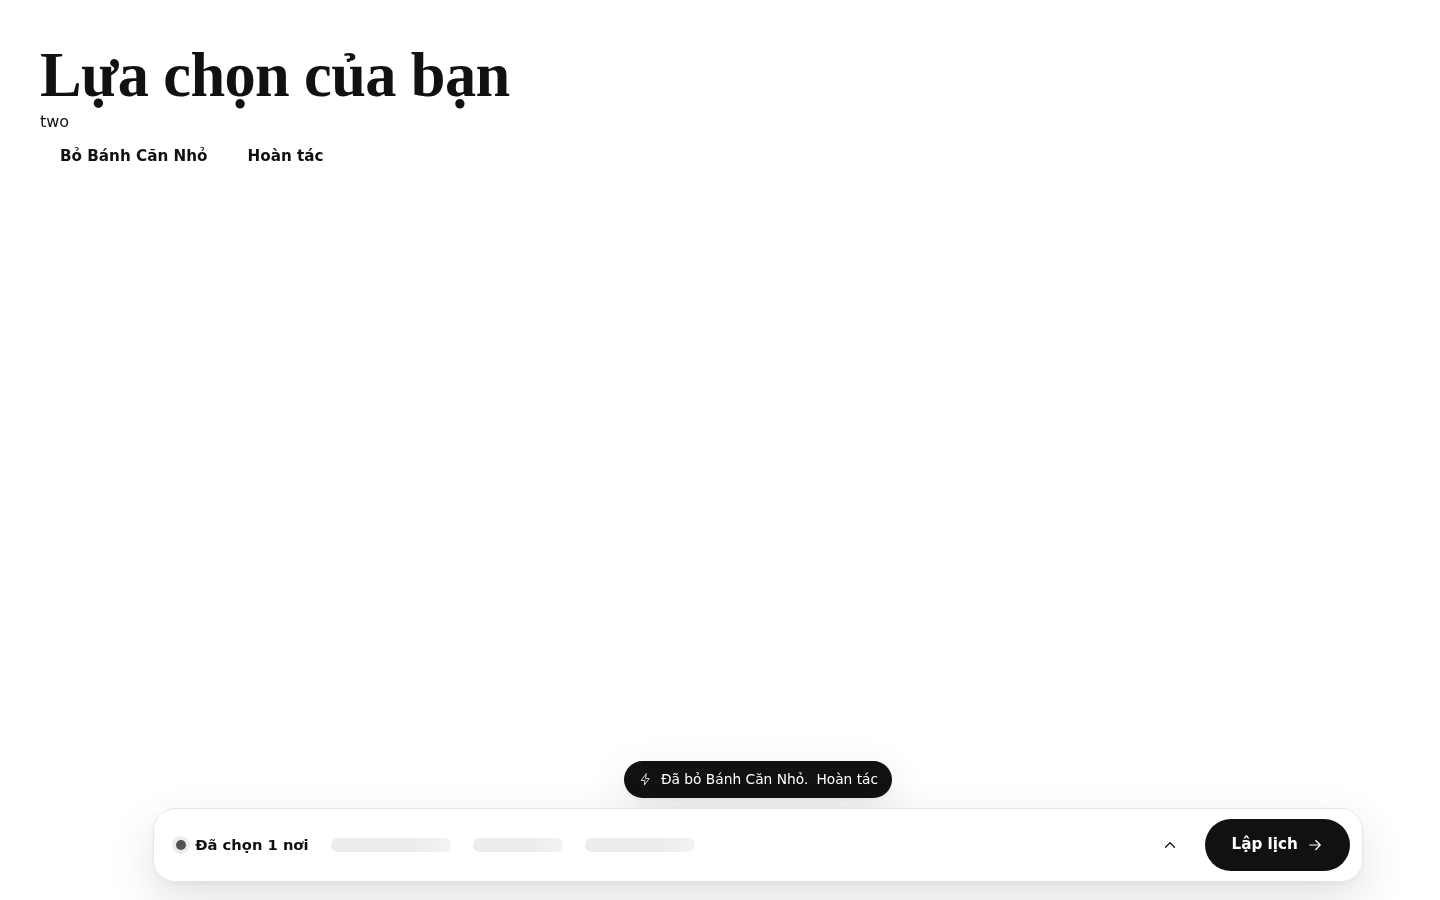 Lựa chọn của bạn
two
Bỏ Bánh Căn Nhỏ Hoàn tác
Đã bỏ Bánh Căn Nhỏ. Hoàn tác
Đã chọn 1 nơi
Lập lịch